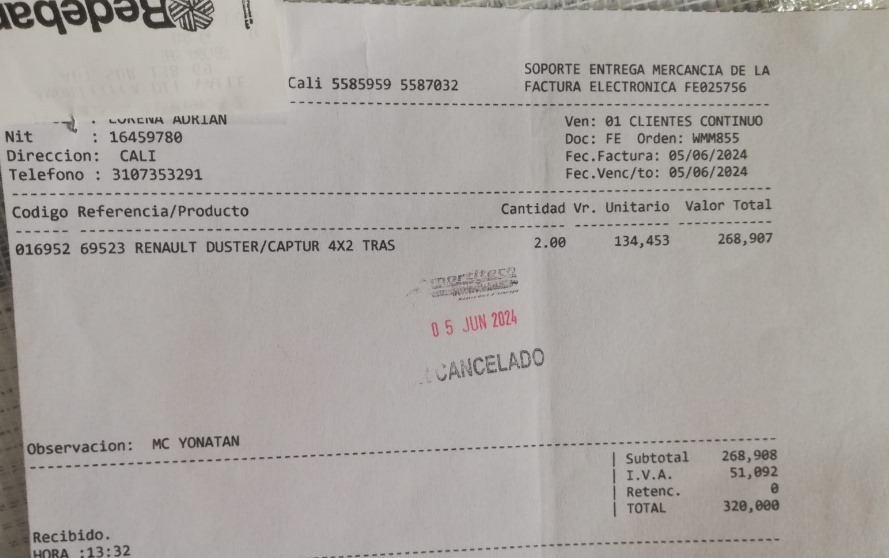 Redeban
SOPORTE ENTREGA MERCANCIA DE LA
Cali 5585959 5587032 FACTURA ELECTRONICA FE025756
: LORENA ADRIAN Ven: 01 CLIENTES CONTINUO
Nit : 16459780 Doc: FE Orden: WMM855
Direccion: CALI Fec.Factura: 05/06/2024
Telefono : 3107353291 Fec.Venc/to: 05/06/2024
Codigo Referencia/Producto Cantidad Vr. Unitario Valor Total
016952 69523 RENAULT DUSTER/CAPTUR 4X2 TRAS 2.00 134,453 268,907
05 JUN 2024
CANCELADO
Observacion: MC YONATAN
Subtotal 268,908
I.V.A. 51,092
Retenc. 0
TOTAL 320,000
Recibido.
HORA :13:32